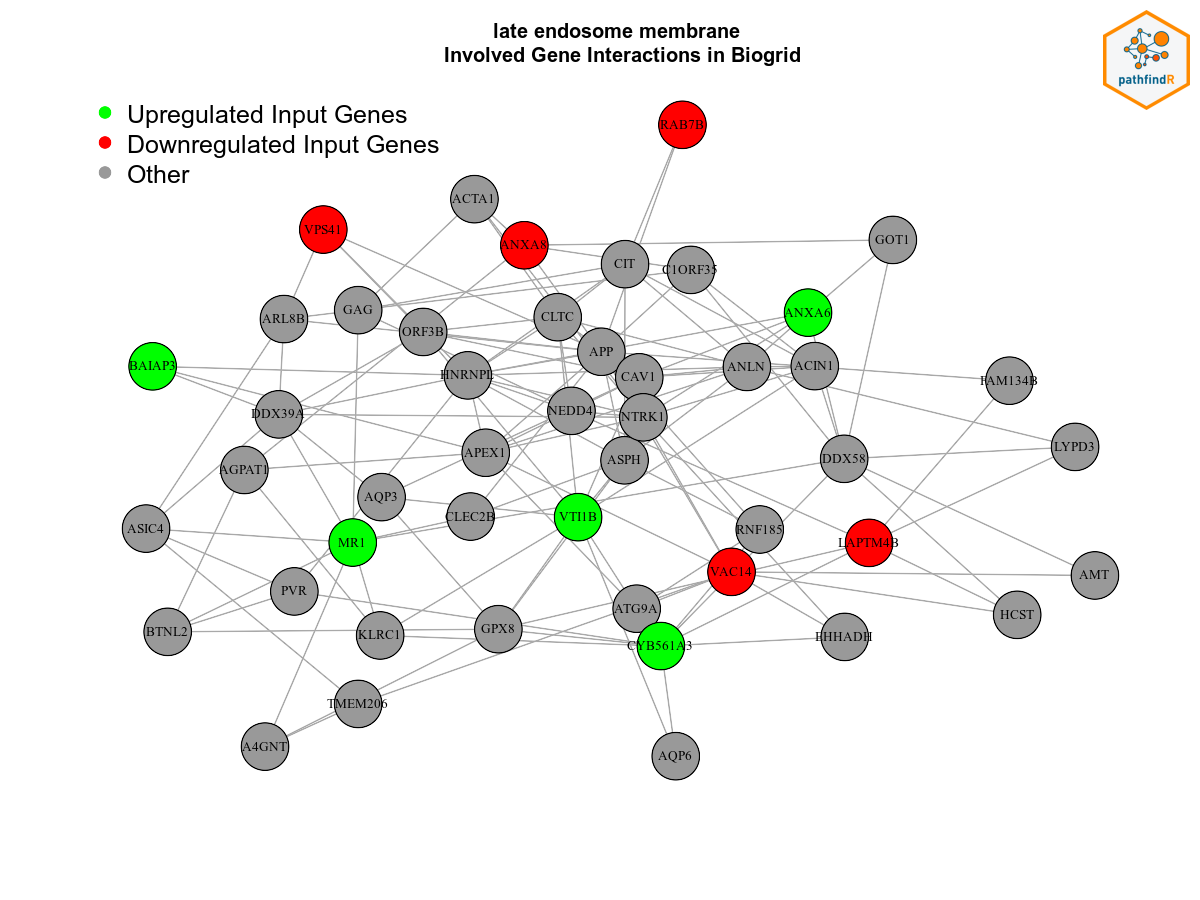 late endosome membrane
Involved Gene Interactions in Biogrid
pathfindR
Upregulated Input Genes
Downregulated Input Genes
Other
RAB7B
ACTA1
VPS41
ANXA8
GOT1
CIT
C1ORF35
GAG
ANXA6
ARL8B
CLTC
ORF3B
APP
BAIAP3
HNRNPL
CAV1
ANLN
ACIN1
FAM134B
DDX39A
NEDD4
NTRK1
LYPD3
APEX1
ASPH
DDX58
AGPAT1
AQP3
CLEC2B
VTI1B
ASIC4
RNF185
MR1
LAPTM4B
VAC14
AMT
PVR
ATG9A
HCST
BTNL2
KLRC1
GPX8
EHHADH
CYB561A3
TMEM206
A4GNT
AQP6